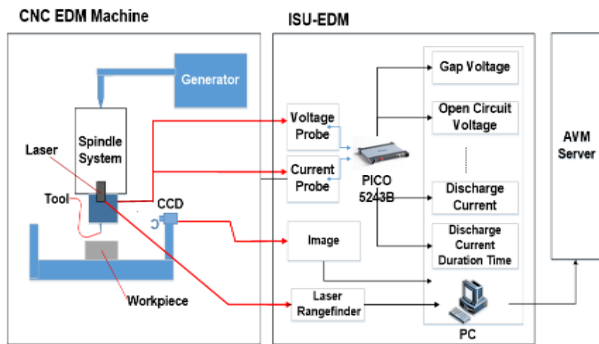 CNC EDM Machine
Generator
Spindle
System
Laser
Tool
CCD
Workpiece
ISU-EDM
Voltage
Probe
Current
Probe
PICO
5243B
Image
Laser
Rangefinder
Gap Voltage
Open Circuit
Voltage
Discharge
Current
Discharge
Current
Duration Time
PC
AVM
Server